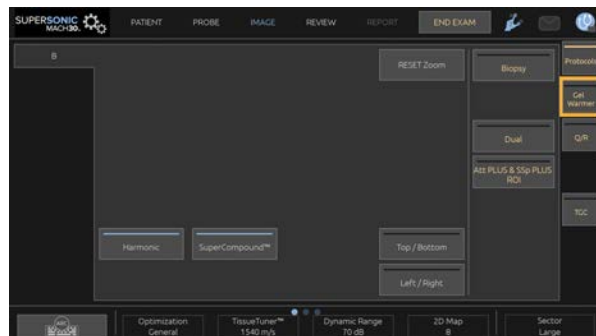 SUPERSONIC
MACH30.
PATIENT
PROBE
IMAGE
REVIEW
REPORT
END EXAM
B
RESET Zoom
Biopsy
Protocols
Gel
Warmer
Dual
Q/R
Att PLUS & SSp PLUS
ROI
TGC
Harmonic
SuperCompound™
Top / Bottom
Left / Right
Optimization
General
TissueTuner™
1540 m/s
Dynamic Range
70 dB
2D Map
8
Sector
Large